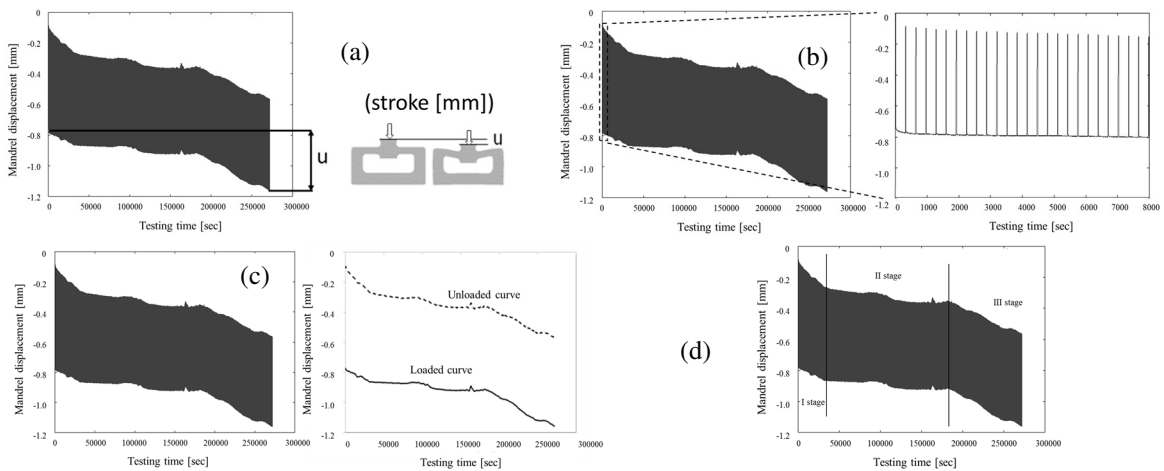 0
-0.2
-0.4
-0.6
-0.8
-1.0
-1.2
Mandrel displacement [mm]
0 50000 100000 150000 200000 250000 300000
Testing time [sec]
u
(a)
(stroke [mm])
u
0
-0.2
-0.4
-0.6
-0.8
-1.0
-1.2
Mandrel displacement [mm]
0 50000 100000 150000 200000 250000 300000
Testing time [sec]
(b)
0
-0.2
-0.4
-0.6
-0.8
-1.2
Mandrel displacement [mm]
0 1000 2000 3000 4000 5000 6000 7000 8000
Testing time [sec]
0
-0.2
-0.4
-0.6
-0.8
-1.0
-1.2
Mandrel displacement [mm]
0 50000 100000 150000 200000 250000 300000
Testing time [sec]
(c)
0
-0.2
-0.4
-0.6
-0.8
-1.0
-1.2
Mandrel displacement [mm]
Unloaded curve
Loaded curve
0 50000 100000 150000 200000 250000 300000
Testing time [sec]
(d)
0
-0.2
-0.4
-0.6
-0.8
-1.0
-1.2
Mandrel displacement [mm]
II stage
III stage
I stage
0 50000 100000 150000 200000 250000 300000
Testing time [sec]